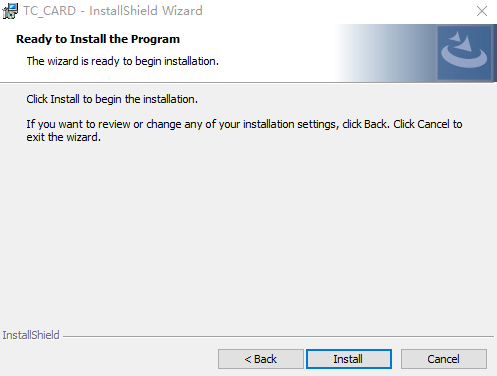 TC_CARD - InstallShield Wizard
Ready to Install the Program
The wizard is ready to begin installation.
Click Install to begin the installation.
If you want to review or change any of your installation settings, click Back. Click Cancel to
exit the wizard.
InstallShield
< Back
Install
Cancel